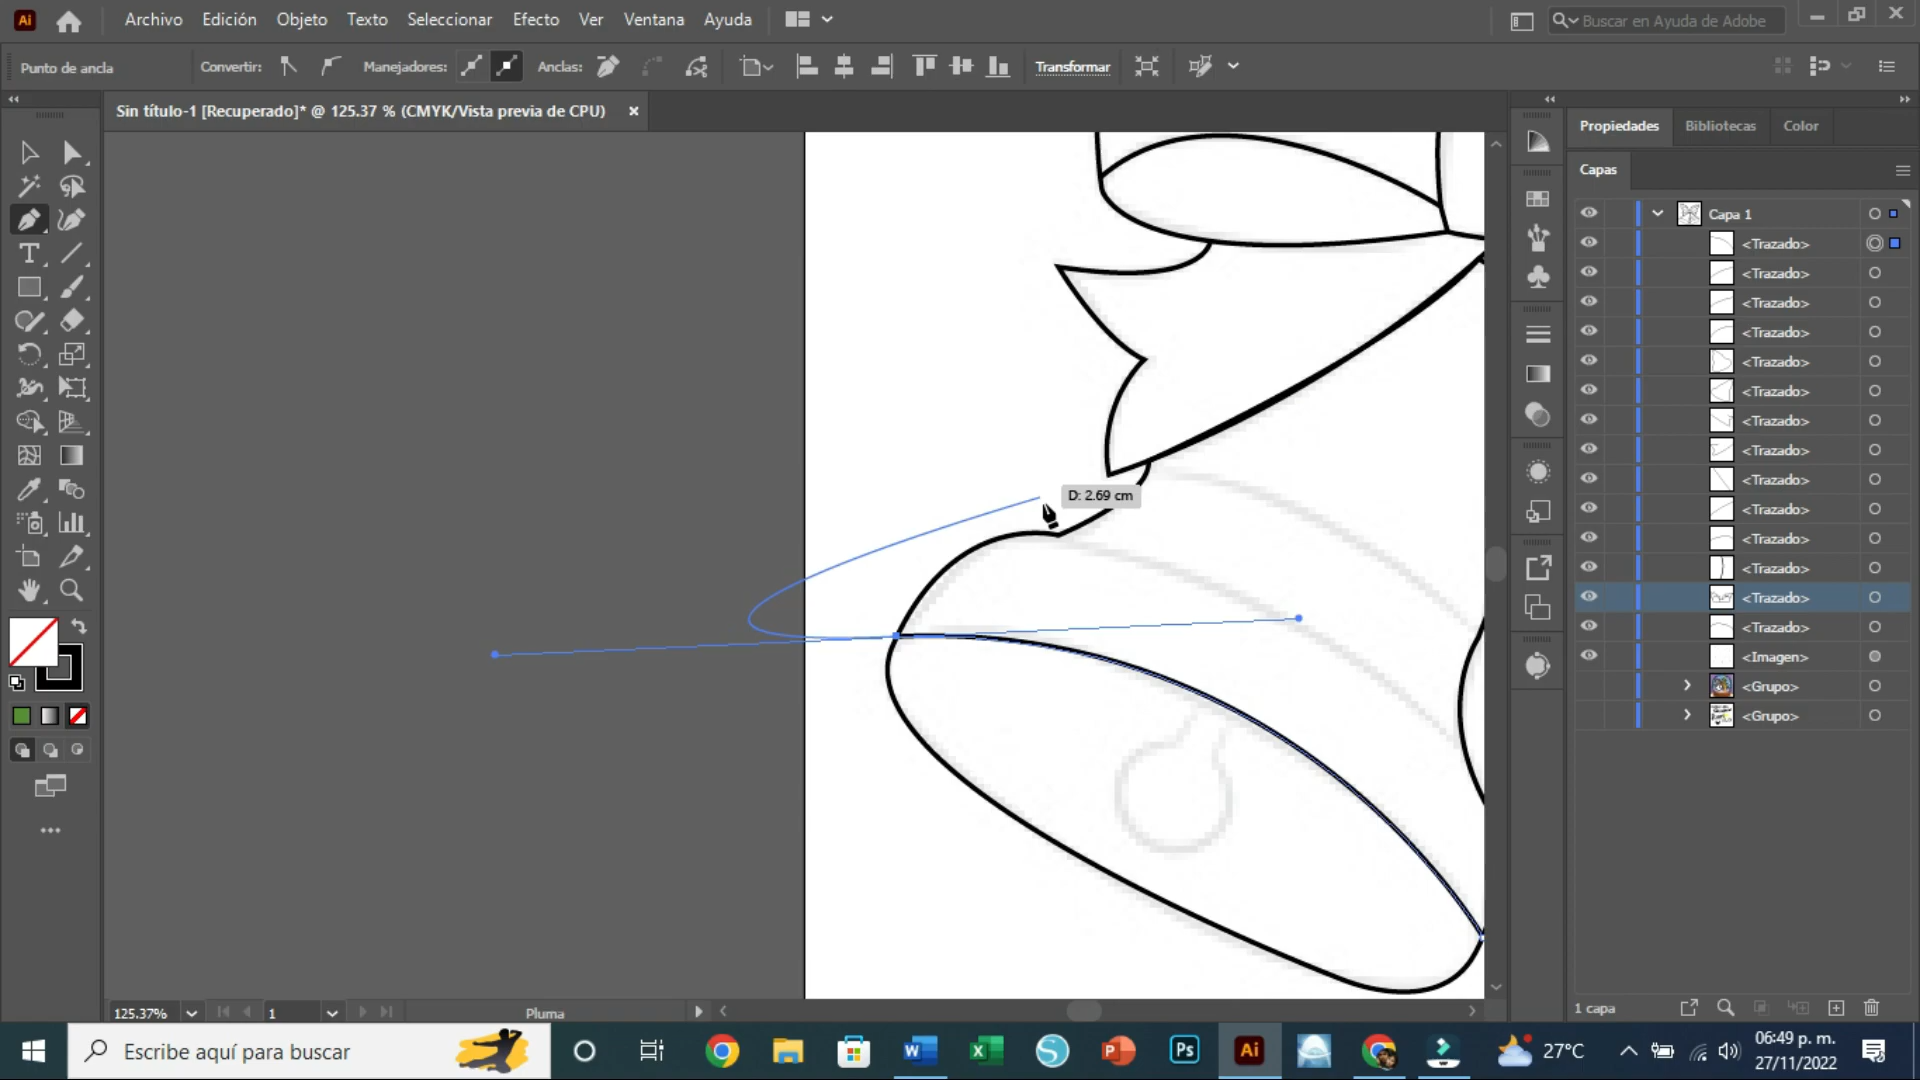 Ai Archivo Edición Objeto Texto Seleccionar Efecto Ver Ventana Ayuda Buscar en Ayuda de Adobe
Punto de ancla Convertir: Manejadores: Anclas: Transformar
Sin título-1 [Recuperado]* @ 125.37 % (CMYK/Vista previa de CPU) ×
Propiedades Bibliotecas Color
Capas
Capa 1
<Trazado>
<Trazado>
<Trazado>
<Trazado>
<Trazado>
<Trazado>
<Trazado>
<Trazado>
<Trazado>
<Trazado>
<Trazado>
<Trazado>
<Trazado>
<Trazado>
<Imagen>
<Grupo>
<Grupo>
D: 2.69 cm
125.37% 1 Pluma
1 capa
Escribe aquí para buscar
Ps Ai
27°C
06:49 p. m.
27/11/2022